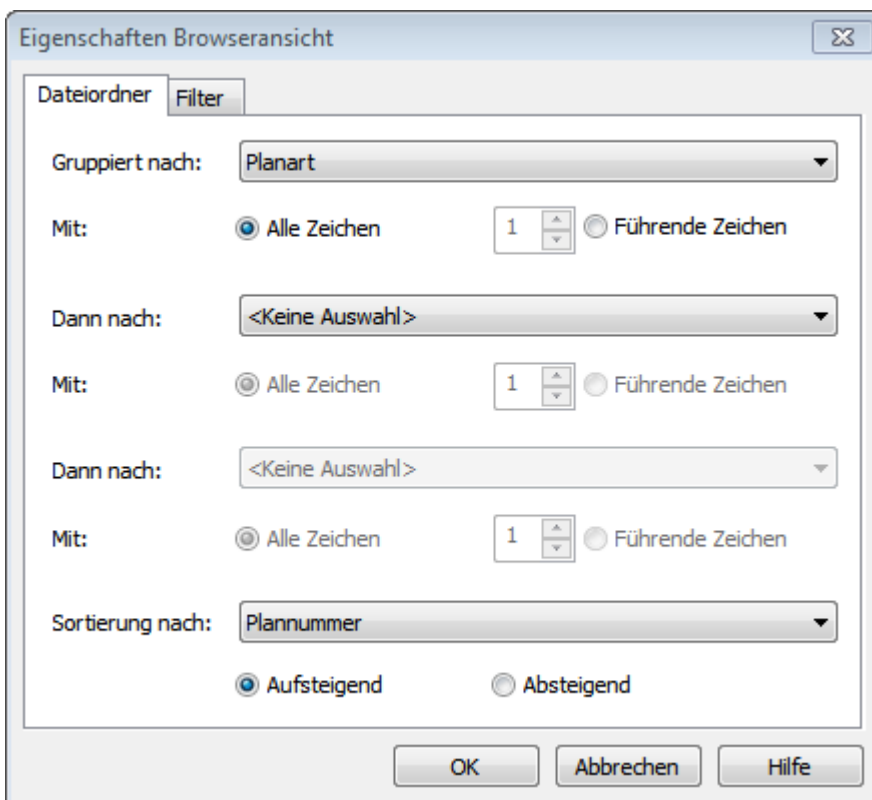 Eigenschaften Browseransicht
Dateiordner Filter
Gruppiert nach: Planart
Mit: Alle Zeichen 1 Führende Zeichen
Dann nach: <Keine Auswahl>
Mit: Alle Zeichen 1 Führende Zeichen
Dann nach: <Keine Auswahl>
Mit: Alle Zeichen 1 Führende Zeichen
Sortierung nach: Plannummer
Aufsteigend Absteigend
OK Abbrechen Hilfe